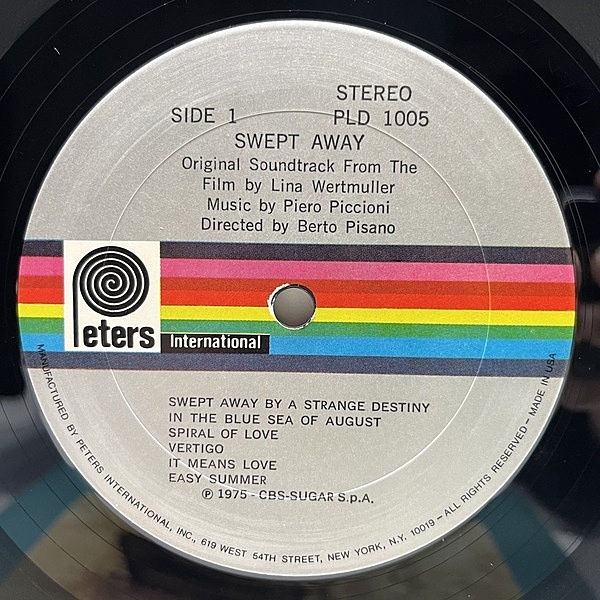 STEREO
SIDE 1 PLD 1005
SWEPT AWAY
Original Soundtrack From The
Film by Lina Wertmuller
Music by Piero Piccioni
Directed by Berto Pisano
Peters
International
SWEPT AWAY BY A STRANGE DESTINY
IN THE BLUE SEA OF AUGUST
SPIRAL OF LOVE
VERTIGO
IT MEANS LOVE
EASY SUMMER
Ⓟ 1975 - CBS-SUGAR S.p.A.
MANUFACTURED BY PETERS INTERNATIONAL, INC., 619 WEST 54TH STREET, NEW YORK, N.Y. 10019 – ALL RIGHTS RESERVED – MADE IN USA